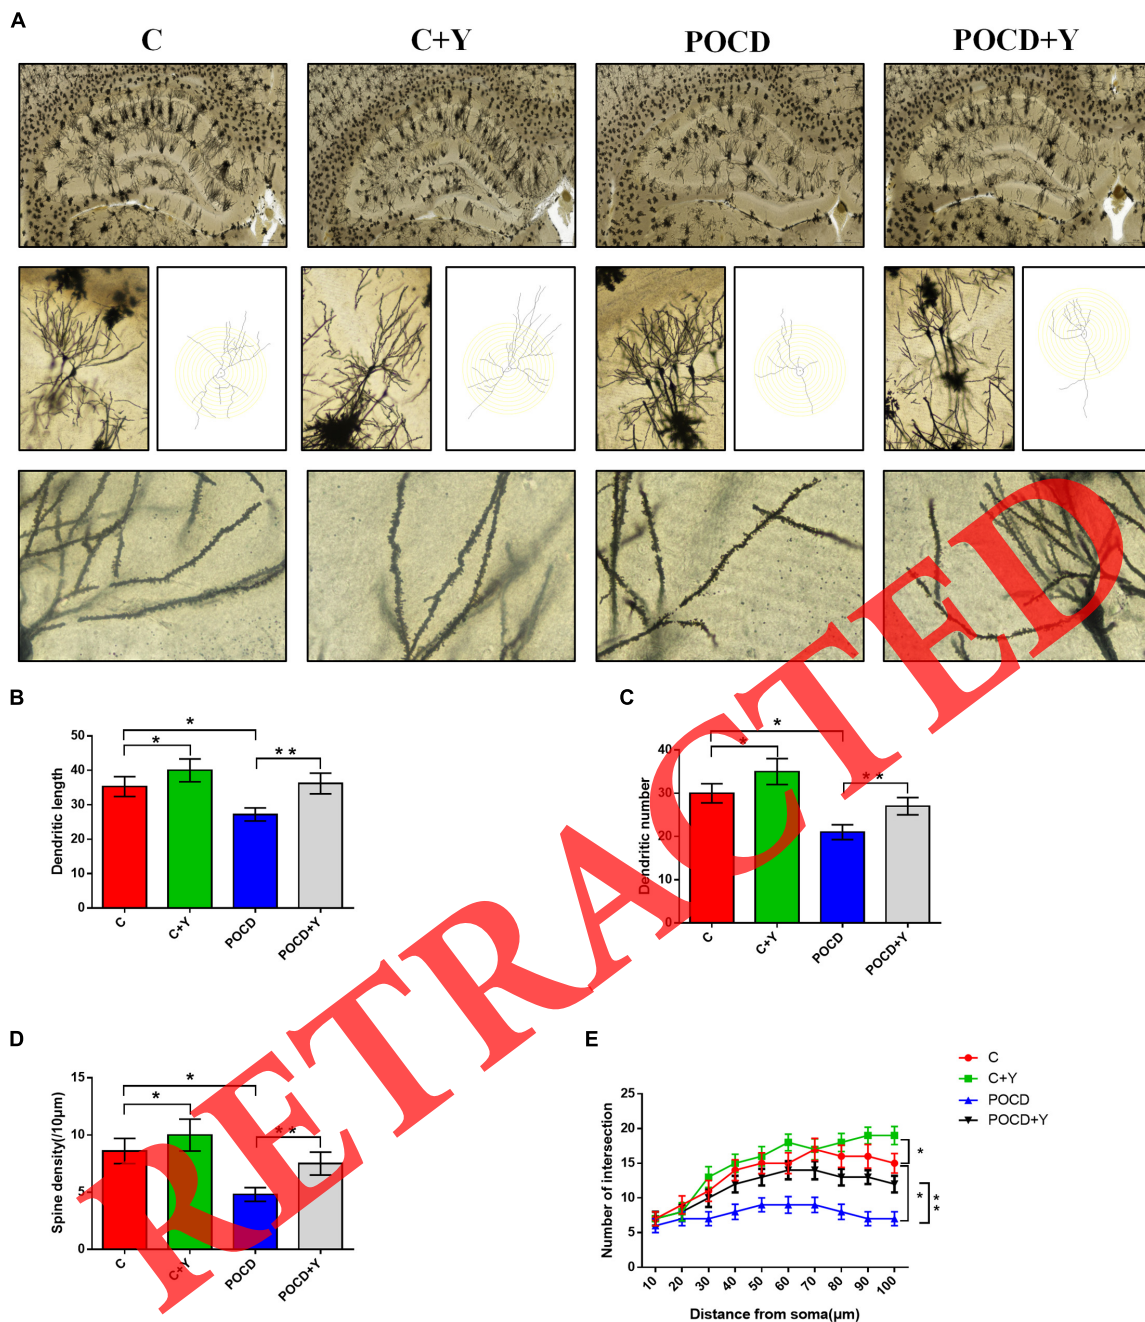 A
C C+Y POCD POCD+Y
B
Dendritic length
50
40
30
20
10
0
C C+Y POCD POCD+Y
* * * *
C
Dendritic number
40
30
20
10
0
C C+Y POCD POCD+Y
* * * *
D
Spine density(/10μm)
15
10
5
0
C C+Y POCD POCD+Y
* * * *
E
C
C+Y
POCD
POCD+Y
Number of intersection
25
20
15
10
5
0
10 20 30 40 50 60 70 80 90 100
Distance from soma(μm)
*
*
* *
RETRACTED